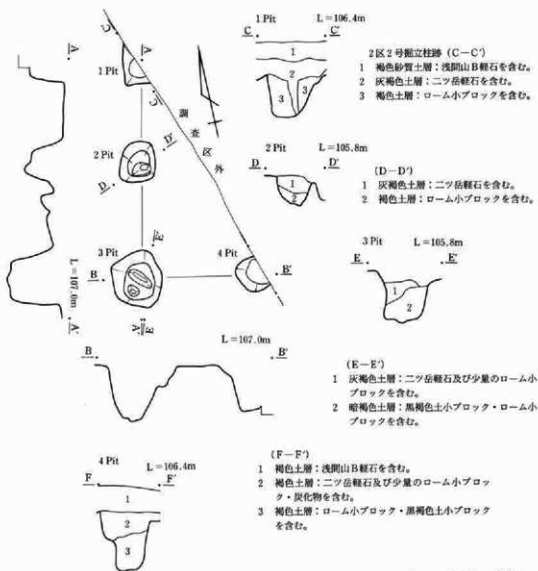 1 Pit
L=106.4m
C
C'
1
2
3
3
2区2号掘立柱跡 (C−C')
1 褐色砂質土層：浅間山B軽石を含む。
2 灰褐色土層：二ツ岳軽石を含む。
3 褐色土層：ローム小ブロックを含む。
A
C
A
1 Pit
C'
調査区外
2 Pit
D'
D
2 Pit
L=105.8m
D
D'
1
2
(D−D')
1 灰褐色土層：二ツ岳軽石を含む。
2 褐色土層：ローム小ブロックを含む。
L=107.0m
A'
3 Pit
E'
B
4 Pit
B'
E
A'
3 Pit
L=105.8m
E
E'
1
2
B
L=107.0m
B'
(E−E')
1 灰褐色土層：二ツ岳軽石及び少量のローム小
ブロックを含む。
2 暗褐色土層：黒褐色土小ブロック・ローム小
ブロックを含む。
4 Pit
L=106.4m
F
F'
1
2
3
(F−F')
1 褐色土層：浅間山B軽石を含む。
2 褐色土層：二ツ岳軽石及び少量のローム小ブロッ
ク・炭化物を含む。
3 褐色土層：ローム小ブロック・黒褐色土小ブロック
を含む。